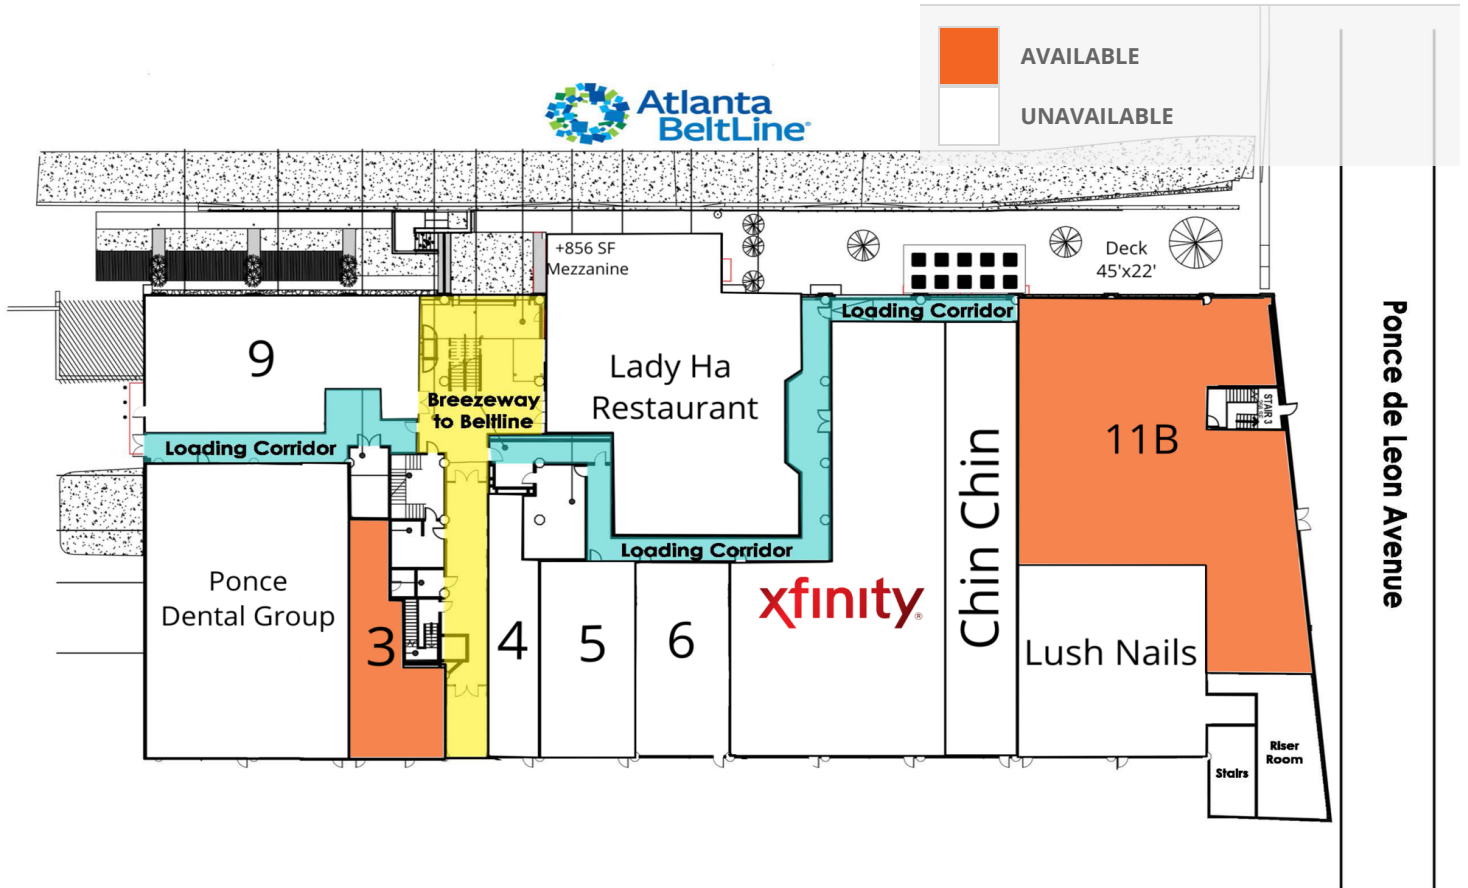 AVAILABLE
UNAVAILABLE
Atlanta
BeltLine®
+856 SF
Mezzanine
Deck
45'x22'
Loading Corridor
9
Lady Ha
Restaurant
Breezeway
to Beltline
Loading Corridor
STAIR 3
11B
Chin Chin
Ponce de Leon Avenue
Loading Corridor
Ponce
Dental Group
xfinity®
3
4
5
6
Lush Nails
Riser
Room
Stairs